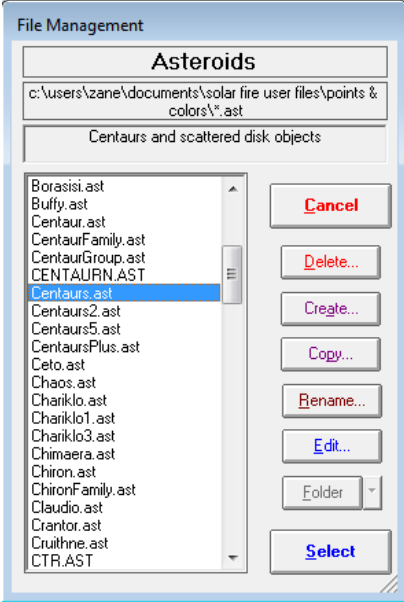 File Management
Asteroids
c:\users\zane\documents\solar fire user files\points &
colors\*.ast
Centaurs and scattered disk objects
Borasisi.ast
Buffy.ast
Centaur.ast
CentaurFamily.ast
CentaurGroup.ast
CENTAURN.AST
Centaurs.ast
Centaurs2.ast
Centaurs5.ast
CentaursPlus.ast
Ceto.ast
Chaos.ast
Chariklo.ast
Chariklo1.ast
Chariklo3.ast
Chimaera.ast
Chiron.ast
ChironFamily.ast
Claudio.ast
Crantor.ast
Cruithne.ast
CTR.AST
Cancel
Delete...
Create...
Copy...
Rename...
Edit...
Folder
Select